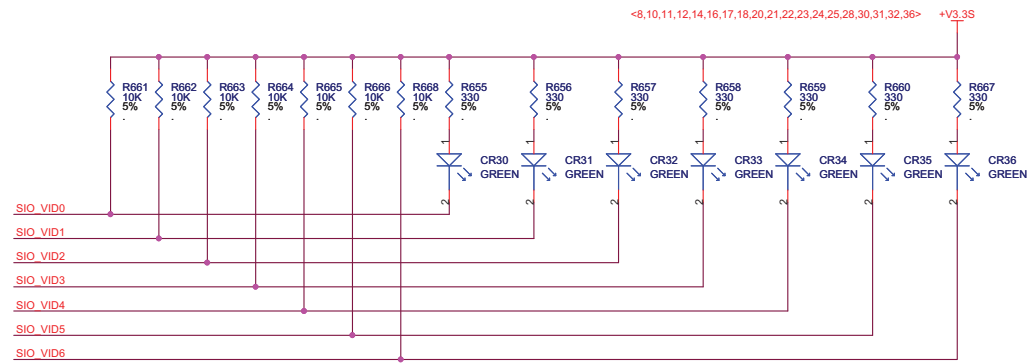 <8,10,11,12,14,16,17,18,20,21,22,23,24,25,28,30,31,32,36> +V3.3S
R661 R662 R663 R664 R665 R666 R668 R655 R656 R657 R658 R659 R660 R667
10K 10K 10K 10K 10K 10K 10K 330 330 330 330 330 330 330
5% 5% 5% 5% 5% 5% 5% 5% 5% 5% 5% 5% 5% 5%
. . . . . . . . . . . . . .
1 1 1 1 1 1 1
CR30 CR31 CR32 CR33 CR34 CR35 CR36
GREEN GREEN GREEN GREEN GREEN GREEN GREEN
2 2 2 2 2 2 2
SIO_VID0
SIO_VID1
SIO_VID2
SIO_VID3
SIO_VID4
SIO_VID5
SIO_VID6